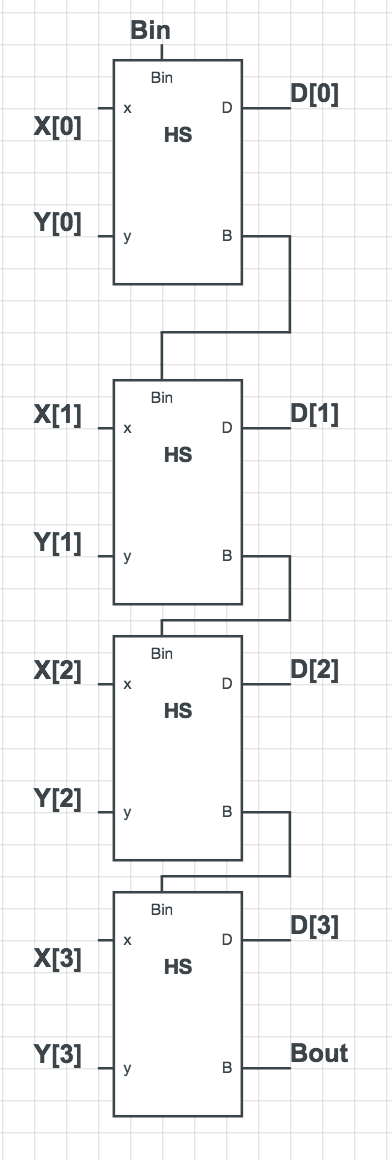 Bin
Bin
D[0]
x
D
X[0]
HS
Y[0]
y
B
Bin
X[1]
D[1]
x
D
HS
Y[1]
y
B
Bin
X[2]
D[2]
x
D
HS
Y[2]
y
B
Bin
D[3]
x
D
X[3]
HS
Y[3]
Bout
y
B